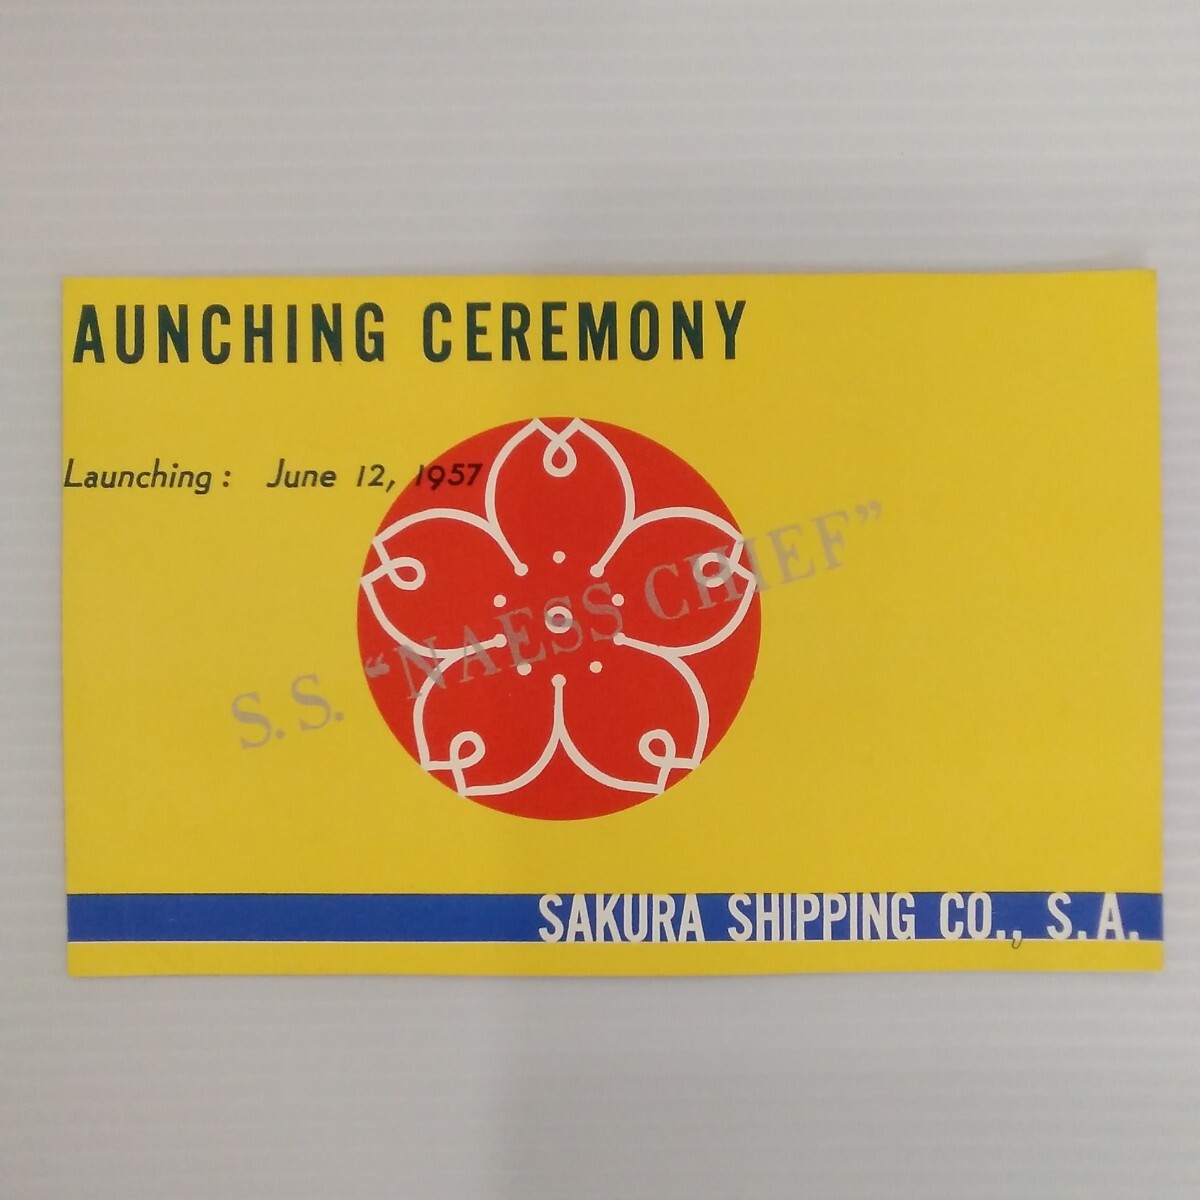 AUNCHING CEREMONY
Launching: June 12, 1957
S.S. “NAESS CHIEF”
SAKURA SHIPPING CO., S.A.